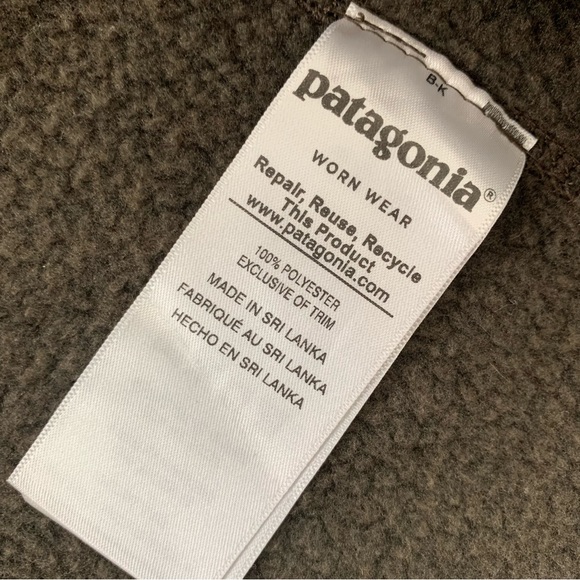 B-K
patagonia®
WORN WEAR
Repair, Reuse, Recycle
This Product
www.patagonia.com
100% POLYESTER
EXCLUSIVE OF TRIM
MADE IN SRI LANKA
FABRIQUÉ AU SRI LANKA
HECHO EN SRI LANKA